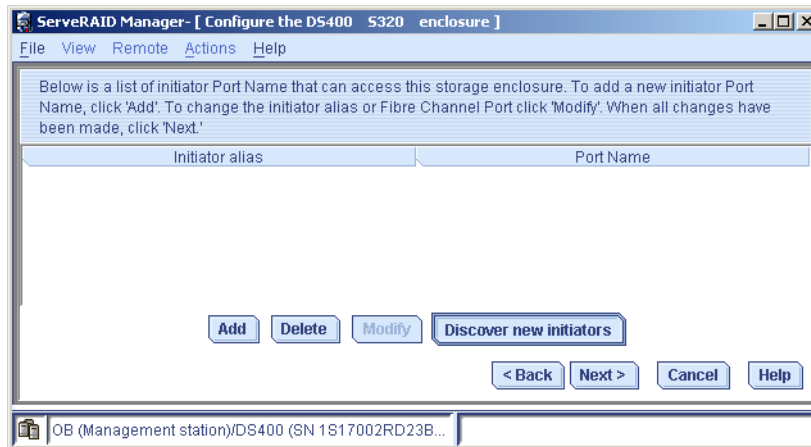 ServeRAID Manager- [ Configure the DS400 5320 enclosure ]
File View Remote Actions Help
Below is a list of initiator Port Name that can access this storage enclosure. To add a new initiator Port
Name, click 'Add'. To change the initiator alias or Fibre Channel Port click 'Modify'. When all changes have
been made, click 'Next.'
Initiator alias Port Name
Add Delete Modify Discover new initiators
< Back Next > Cancel Help
OB (Management station)/DS400 (SN 1S17002RD23B...